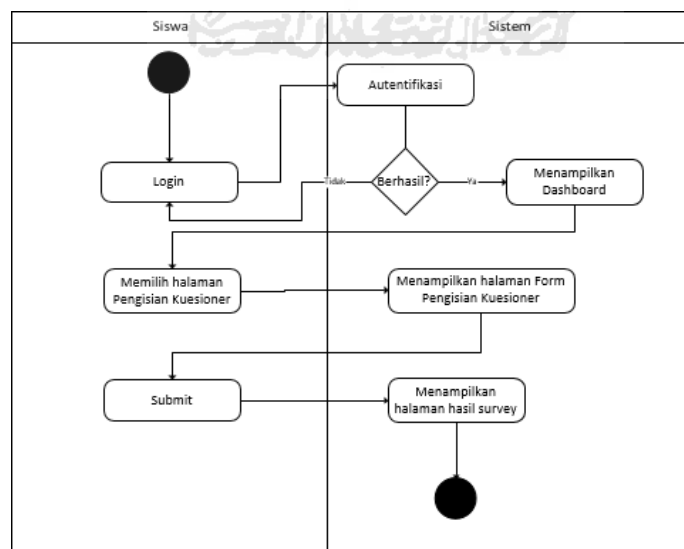 Siswa
Sistem
Autentifikasi
Login
Tidak
Berhasil?
Ya
Menampilkan
Dashboard
Memilih halaman
Pengisian Kuesioner
Menampilkan halaman Form
Pengisian Kuesioner
Submit
Menampilkan
halaman hasil survey